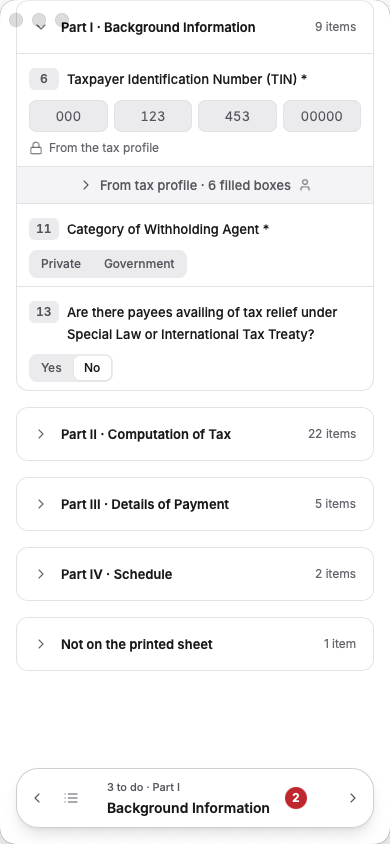 Part I · Background Information 9 items
6 Taxpayer Identification Number (TIN) *
000 123 453 00000
From the tax profile
From tax profile · 6 filled boxes
11 Category of Withholding Agent *
Private Government
13 Are there payees availing of tax relief under
Special Law or International Tax Treaty?
Yes No
Part II · Computation of Tax 22 items
Part III · Details of Payment 5 items
Part IV · Schedule 2 items
Not on the printed sheet 1 item
3 to do · Part I
Background Information 2